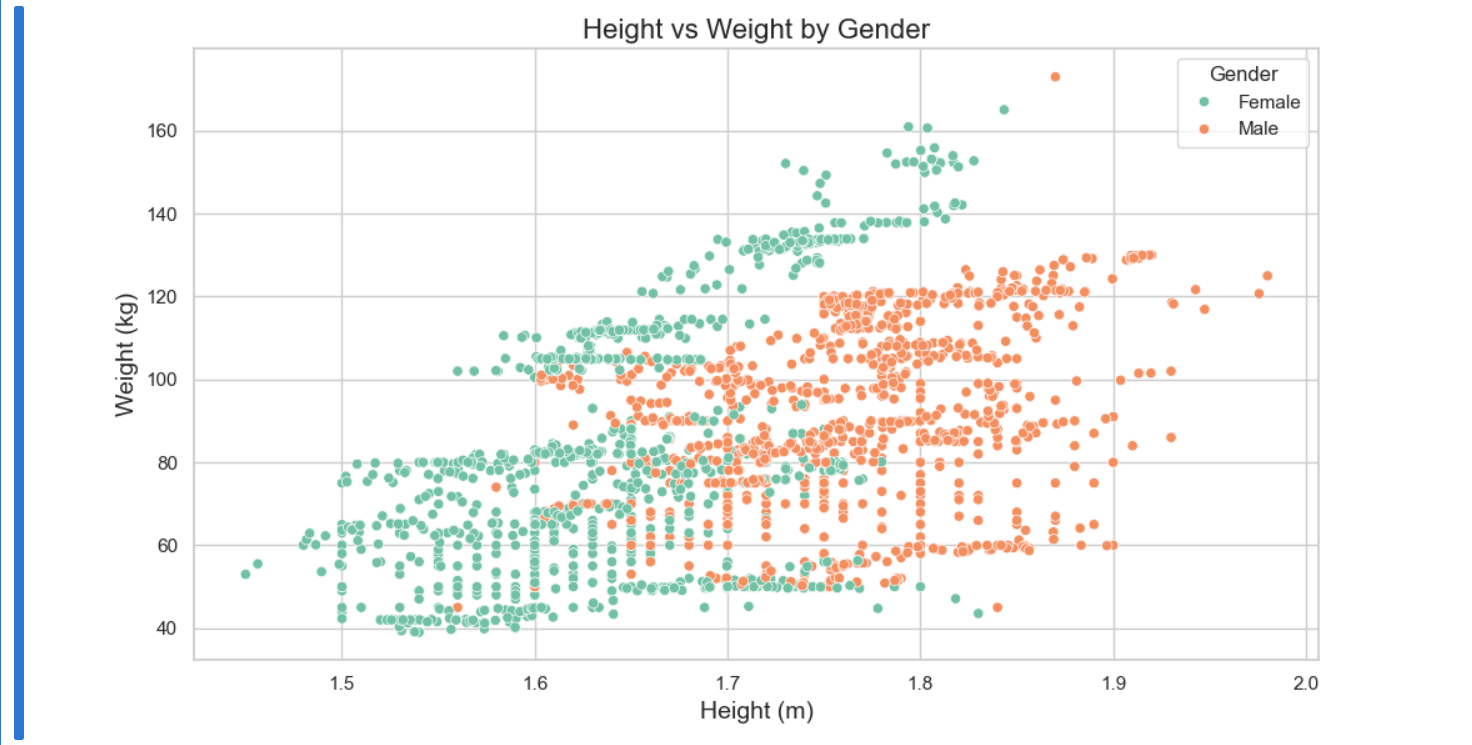 Height vs Weight by Gender
Gender
Female
Male
160
140
120
100
80
60
40
Weight (kg)
1.5 1.6 1.7 1.8 1.9 2.0
Height (m)